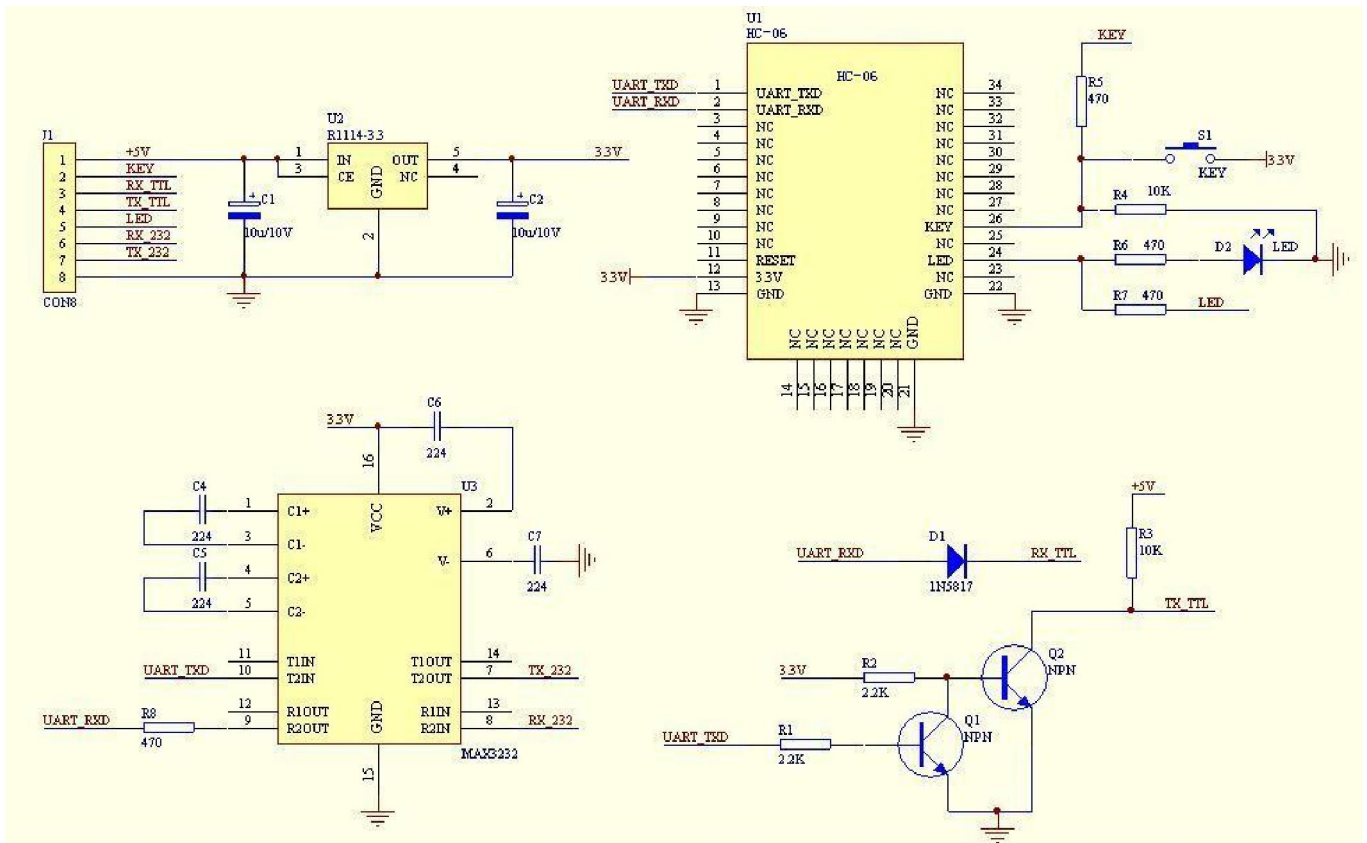 J1
1 +5V
2 KEY
3 RX_TTL
4 TX_TTL
5 LED
6 RX_232
7 TX_232
8
CON8
C1
10u/10V
U2
R1114-3.3
1 IN OUT 5
3 CE NC 4
GND
2
3.3V
C2
10u/10V
U1
HC-06
HC-06
UART_TXD 1 UART_TXD NC 34
UART_RXD 2 UART_RXD NC 33
3 NC NC 32
4 NC NC 31
5 NC NC 30
6 NC NC 29
7 NC NC 28
8 NC NC 27
9 NC KEY 26
10 NC NC 25
11 RESET LED 24
3.3V 12 3.3V NC 23
13 GND GND 22
NC NC NC NC NC NC NC GND
14 15 16 17 18 19 20 21
KEY
R5
470
S1
KEY
3.3V
R4 10K
R6 470
D2 LED
R7 470 LED
3.3V
C6
224
16
U3
C4
224
C5
224
1 C1+ VCC V+ 2
3 C1-
4 C2+ V- 6
5 C2-
C7
224
11 T1IN T1OUT 14
UART_TXD 10 T2IN T2OUT 7 TX_232
12 R1OUT GND R1IN 13
UART_RXD R8 9 R2OUT R2IN 8 RX_232
470
MAX3232
15
+5V
R3
10K
UART_RXD D1 RX_TTL
1N5817
TX_TTL
Q2
NPN
3.3V R2
2.2K
Q1
NPN
UART_TXD R1
2.2K